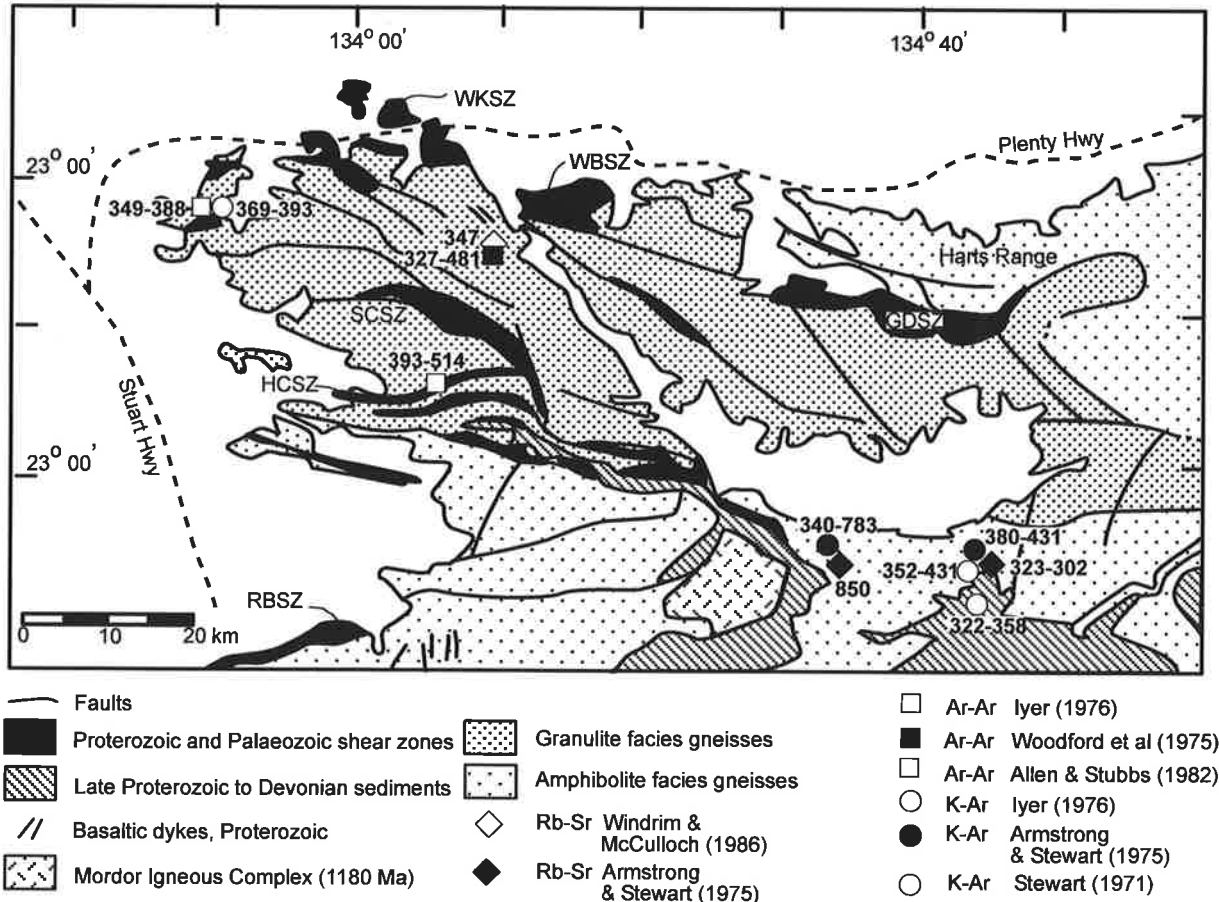 134° 00'
134° 40'
WKSZ
Plenty Hwy
23° 00'
WBSZ
349-388
369-393
347
327-481
Harts Range
SCSZ
GDSZ
393-514
HCSZ
Stuart Hwy
23° 00'
340-783
380-431
352-431
323-302
850
RBSZ
322-358
0 10 20 km
Faults
Proterozoic and Palaeozoic shear zones
Late Proterozoic to Devonian sediments
Basaltic dykes, Proterozoic
Mordor Igneous Complex (1180 Ma)
Granulite facies gneisses
Amphibolite facies gneisses
Rb-Sr Windrim &
McCulloch (1986)
Rb-Sr Armstrong
& Stewart (1975)
Ar-Ar Iyer (1976)
Ar-Ar Woodford et al (1975)
Ar-Ar Allen & Stubbs (1982)
K-Ar Iyer (1976)
K-Ar Armstrong
& Stewart (1975)
K-Ar Stewart (1971)